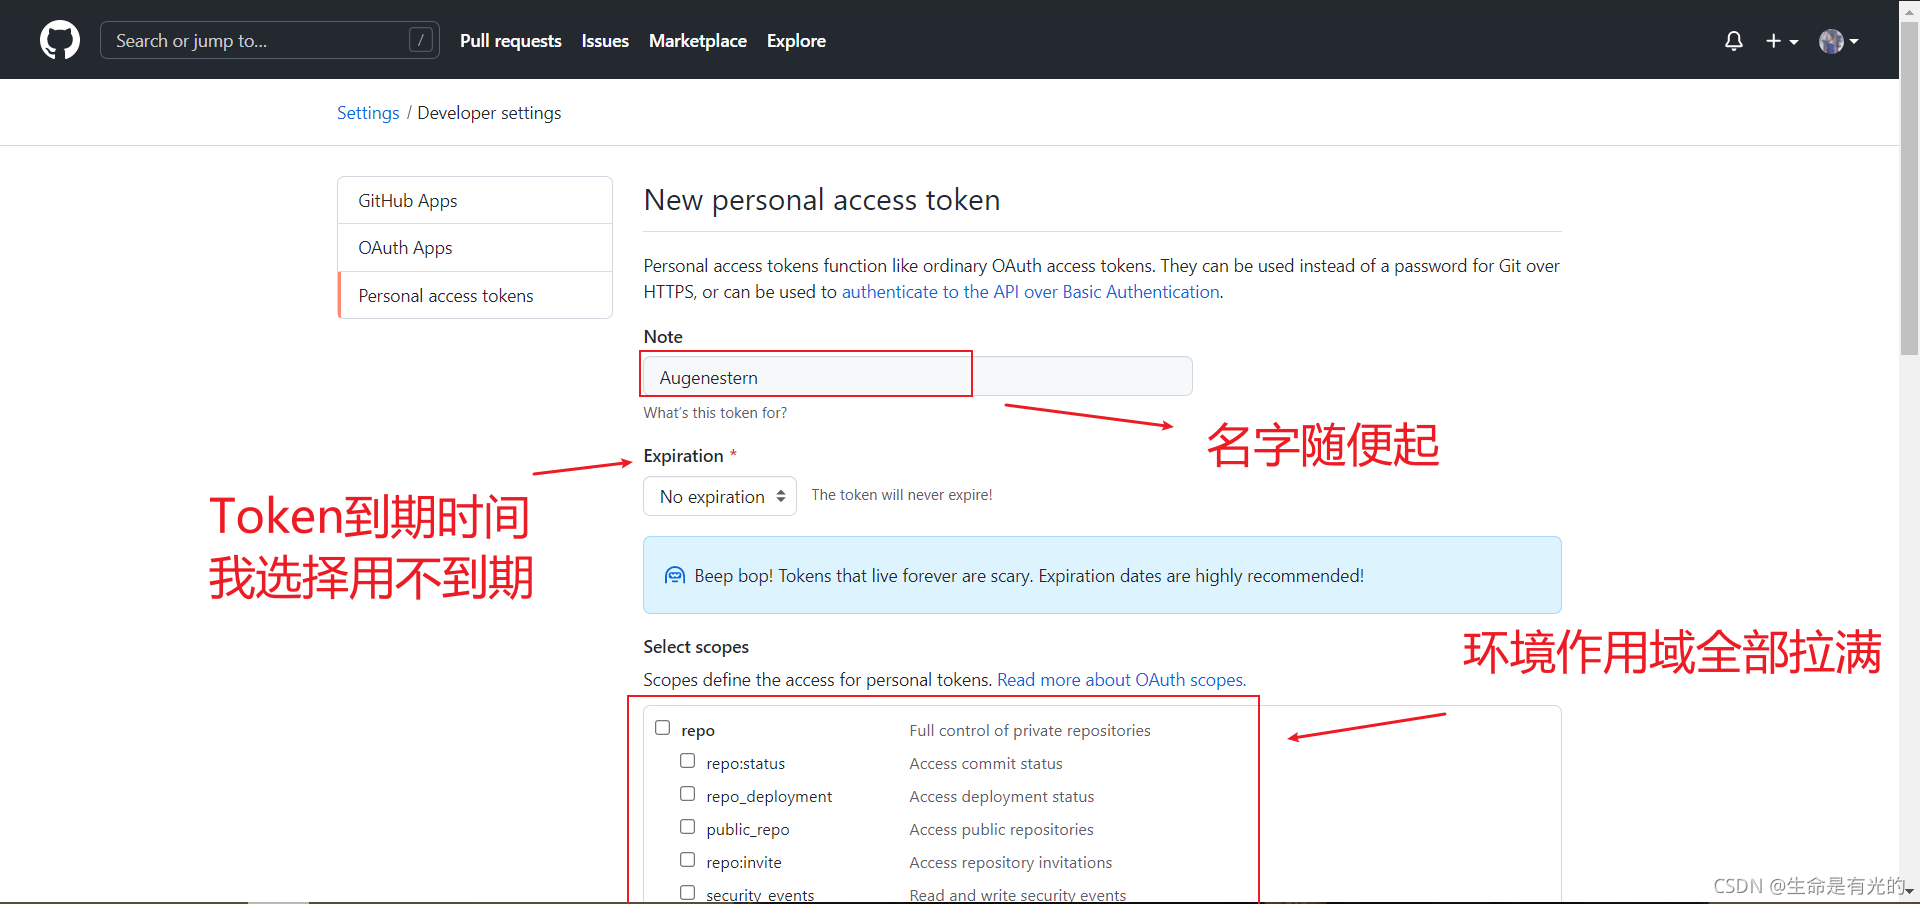 Search or jump to...
/
Pull requests
Issues
Marketplace
Explore
Settings / Developer settings
GitHub Apps
OAuth Apps
Personal access tokens
New personal access token
Personal access tokens function like ordinary OAuth access tokens. They can be used instead of a password for Git over
HTTPS, or can be used to authenticate to the API over Basic Authentication.
Note
Augenestern
What's this token for?
名字随便起
Expiration *
No expiration
The token will never expire!
Token到期时间
我选择用不到期
Beep bop! Tokens that live forever are scary. Expiration dates are highly recommended!
Select scopes
环境作用域全部拉满
Scopes define the access for personal tokens. Read more about OAuth scopes.
repo Full control of private repositories
repo:status Access commit status
repo_deployment Access deployment status
public_repo Access public repositories
repo:invite Access repository invitations
security_events Read and write security events
CSDN @生命是有光的